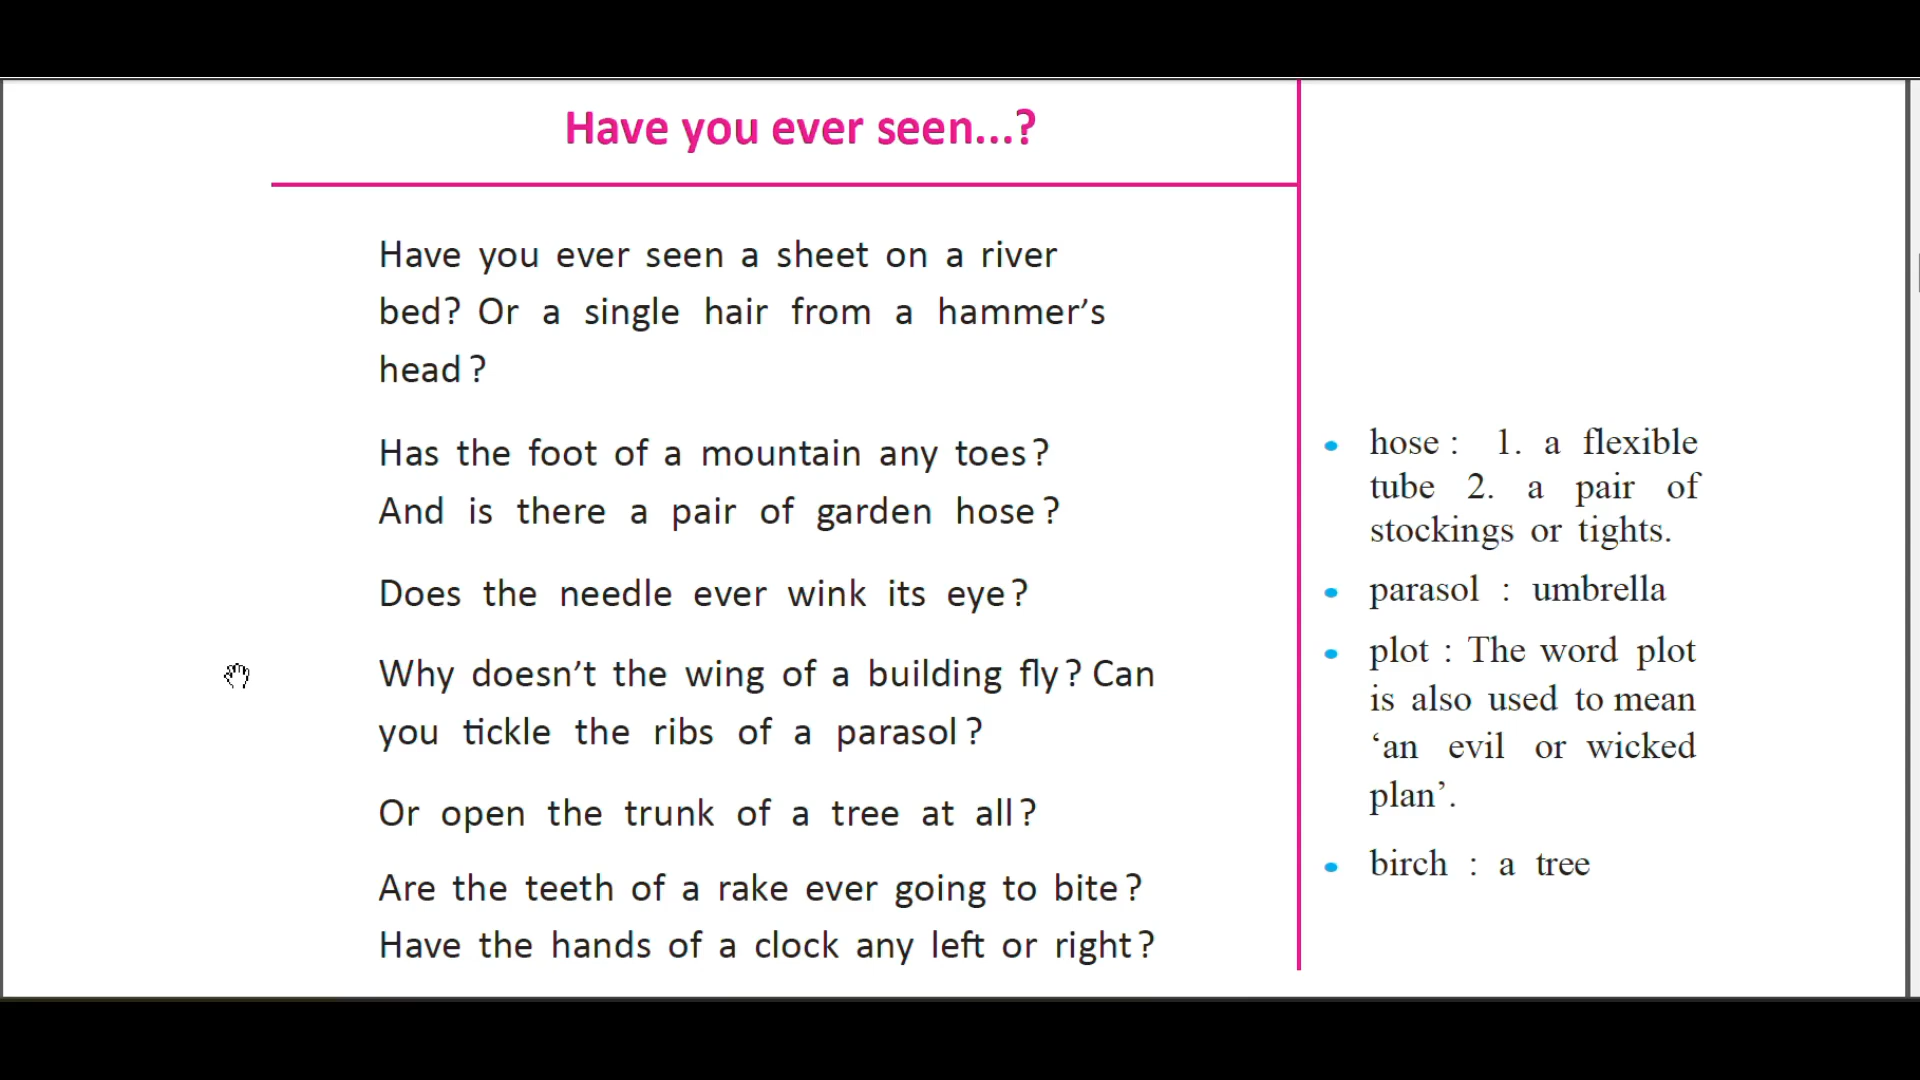 Have you ever seen...?
Have you ever seen a sheet on a river
bed? Or a single hair from a hammer’s
head?
Has the foot of a mountain any toes?
And is there a pair of garden hose?
Does the needle ever wink its eye?
Why doesn’t the wing of a building fly? Can
you tickle the ribs of a parasol?
Or open the trunk of a tree at all?
Are the teeth of a rake ever going to bite?
Have the hands of a clock any left or right?
• hose : 1. a flexible
tube 2. a pair of
stockings or tights.
• parasol : umbrella
• plot : The word plot
is also used to mean
‘an evil or wicked
plan’.
• birch : a tree